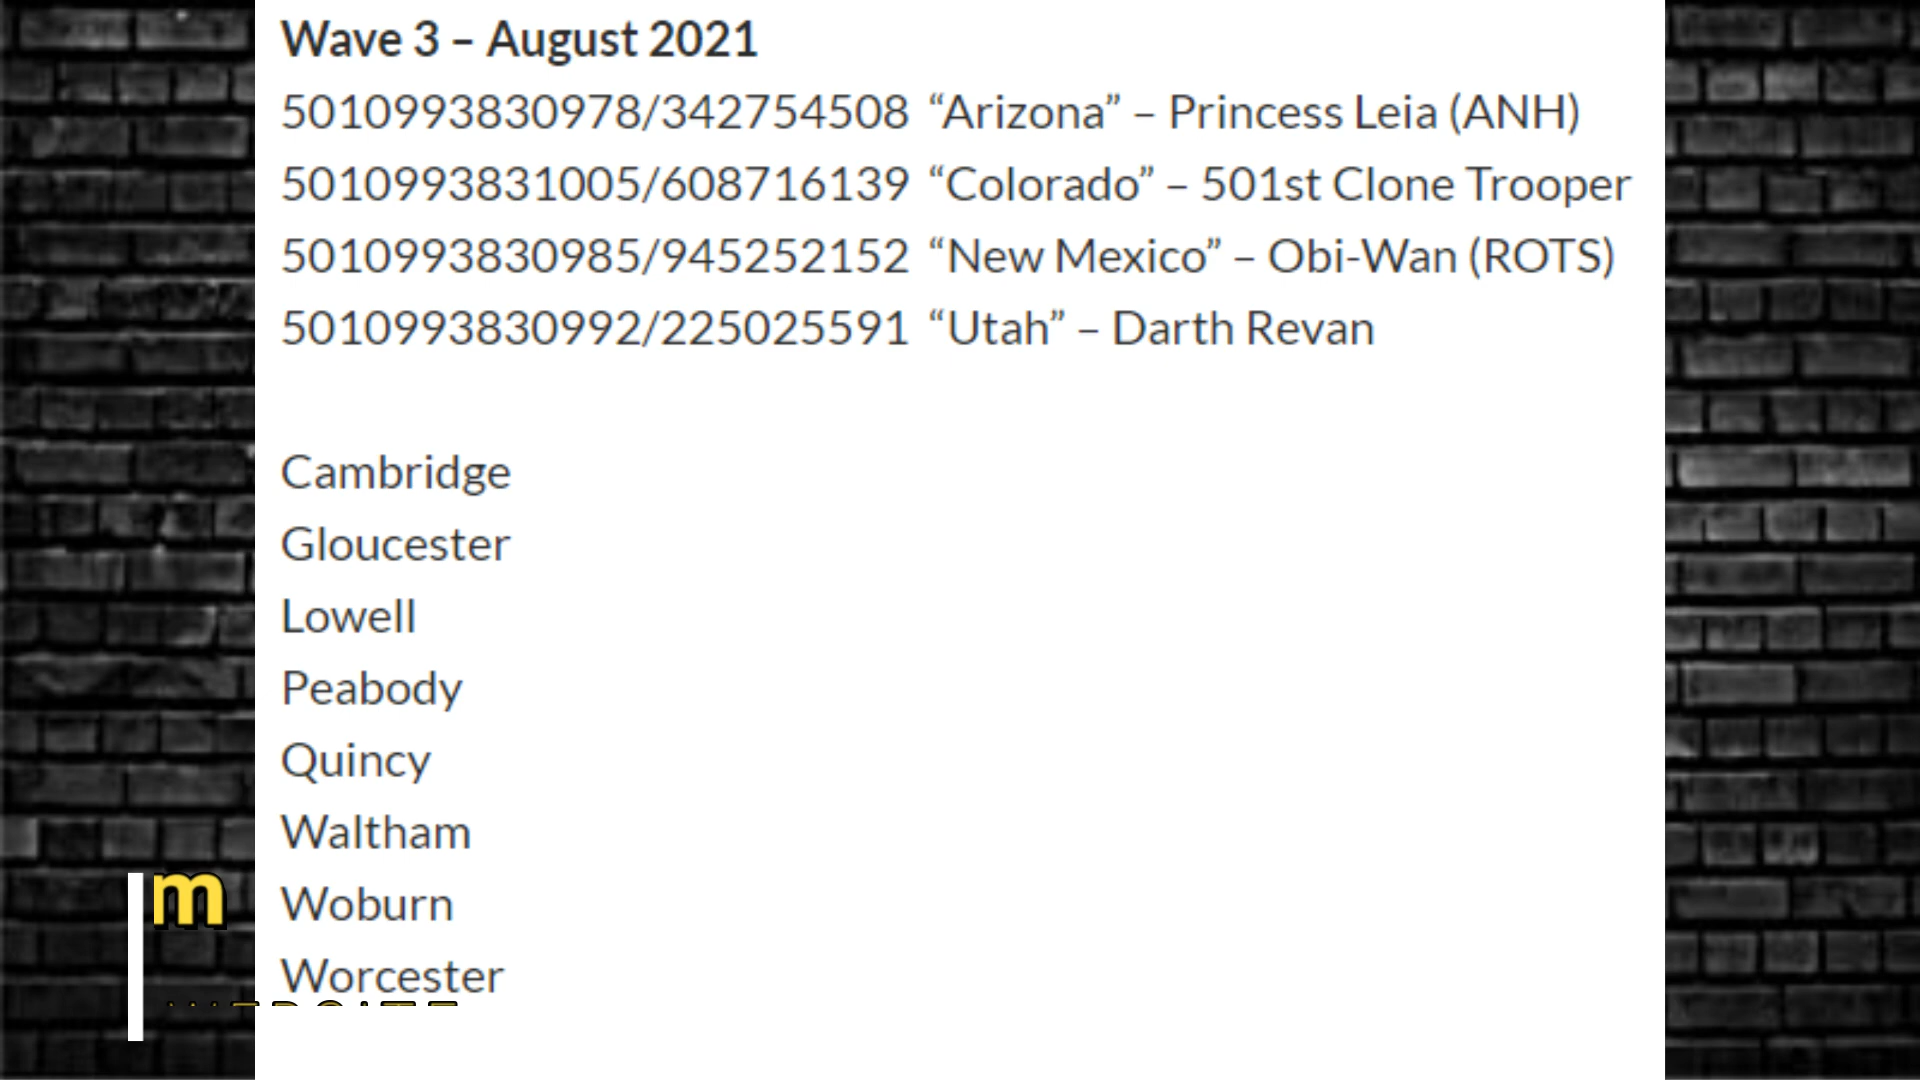 Wave 3 – August 2021
5010993830978/342754508 “Arizona” – Princess Leia (ANH)
5010993831005/608716139 “Colorado” – 501st Clone Trooper
5010993830985/945252152 “New Mexico” – Obi-Wan (ROTS)
5010993830992/225025591 “Utah” – Darth Revan
Cambridge
Gloucester
Lowell
Peabody
Quincy
Waltham
m
Woburn
Worcester